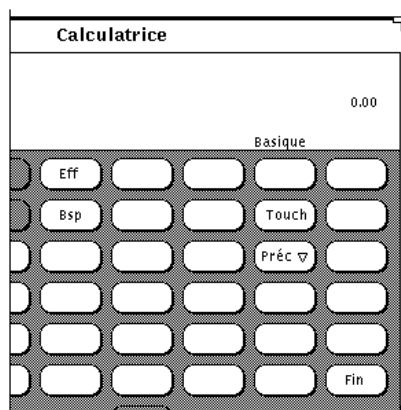 Calculatrice
0.00
Basique
Eff
Bsp Touch
Préc
Fin